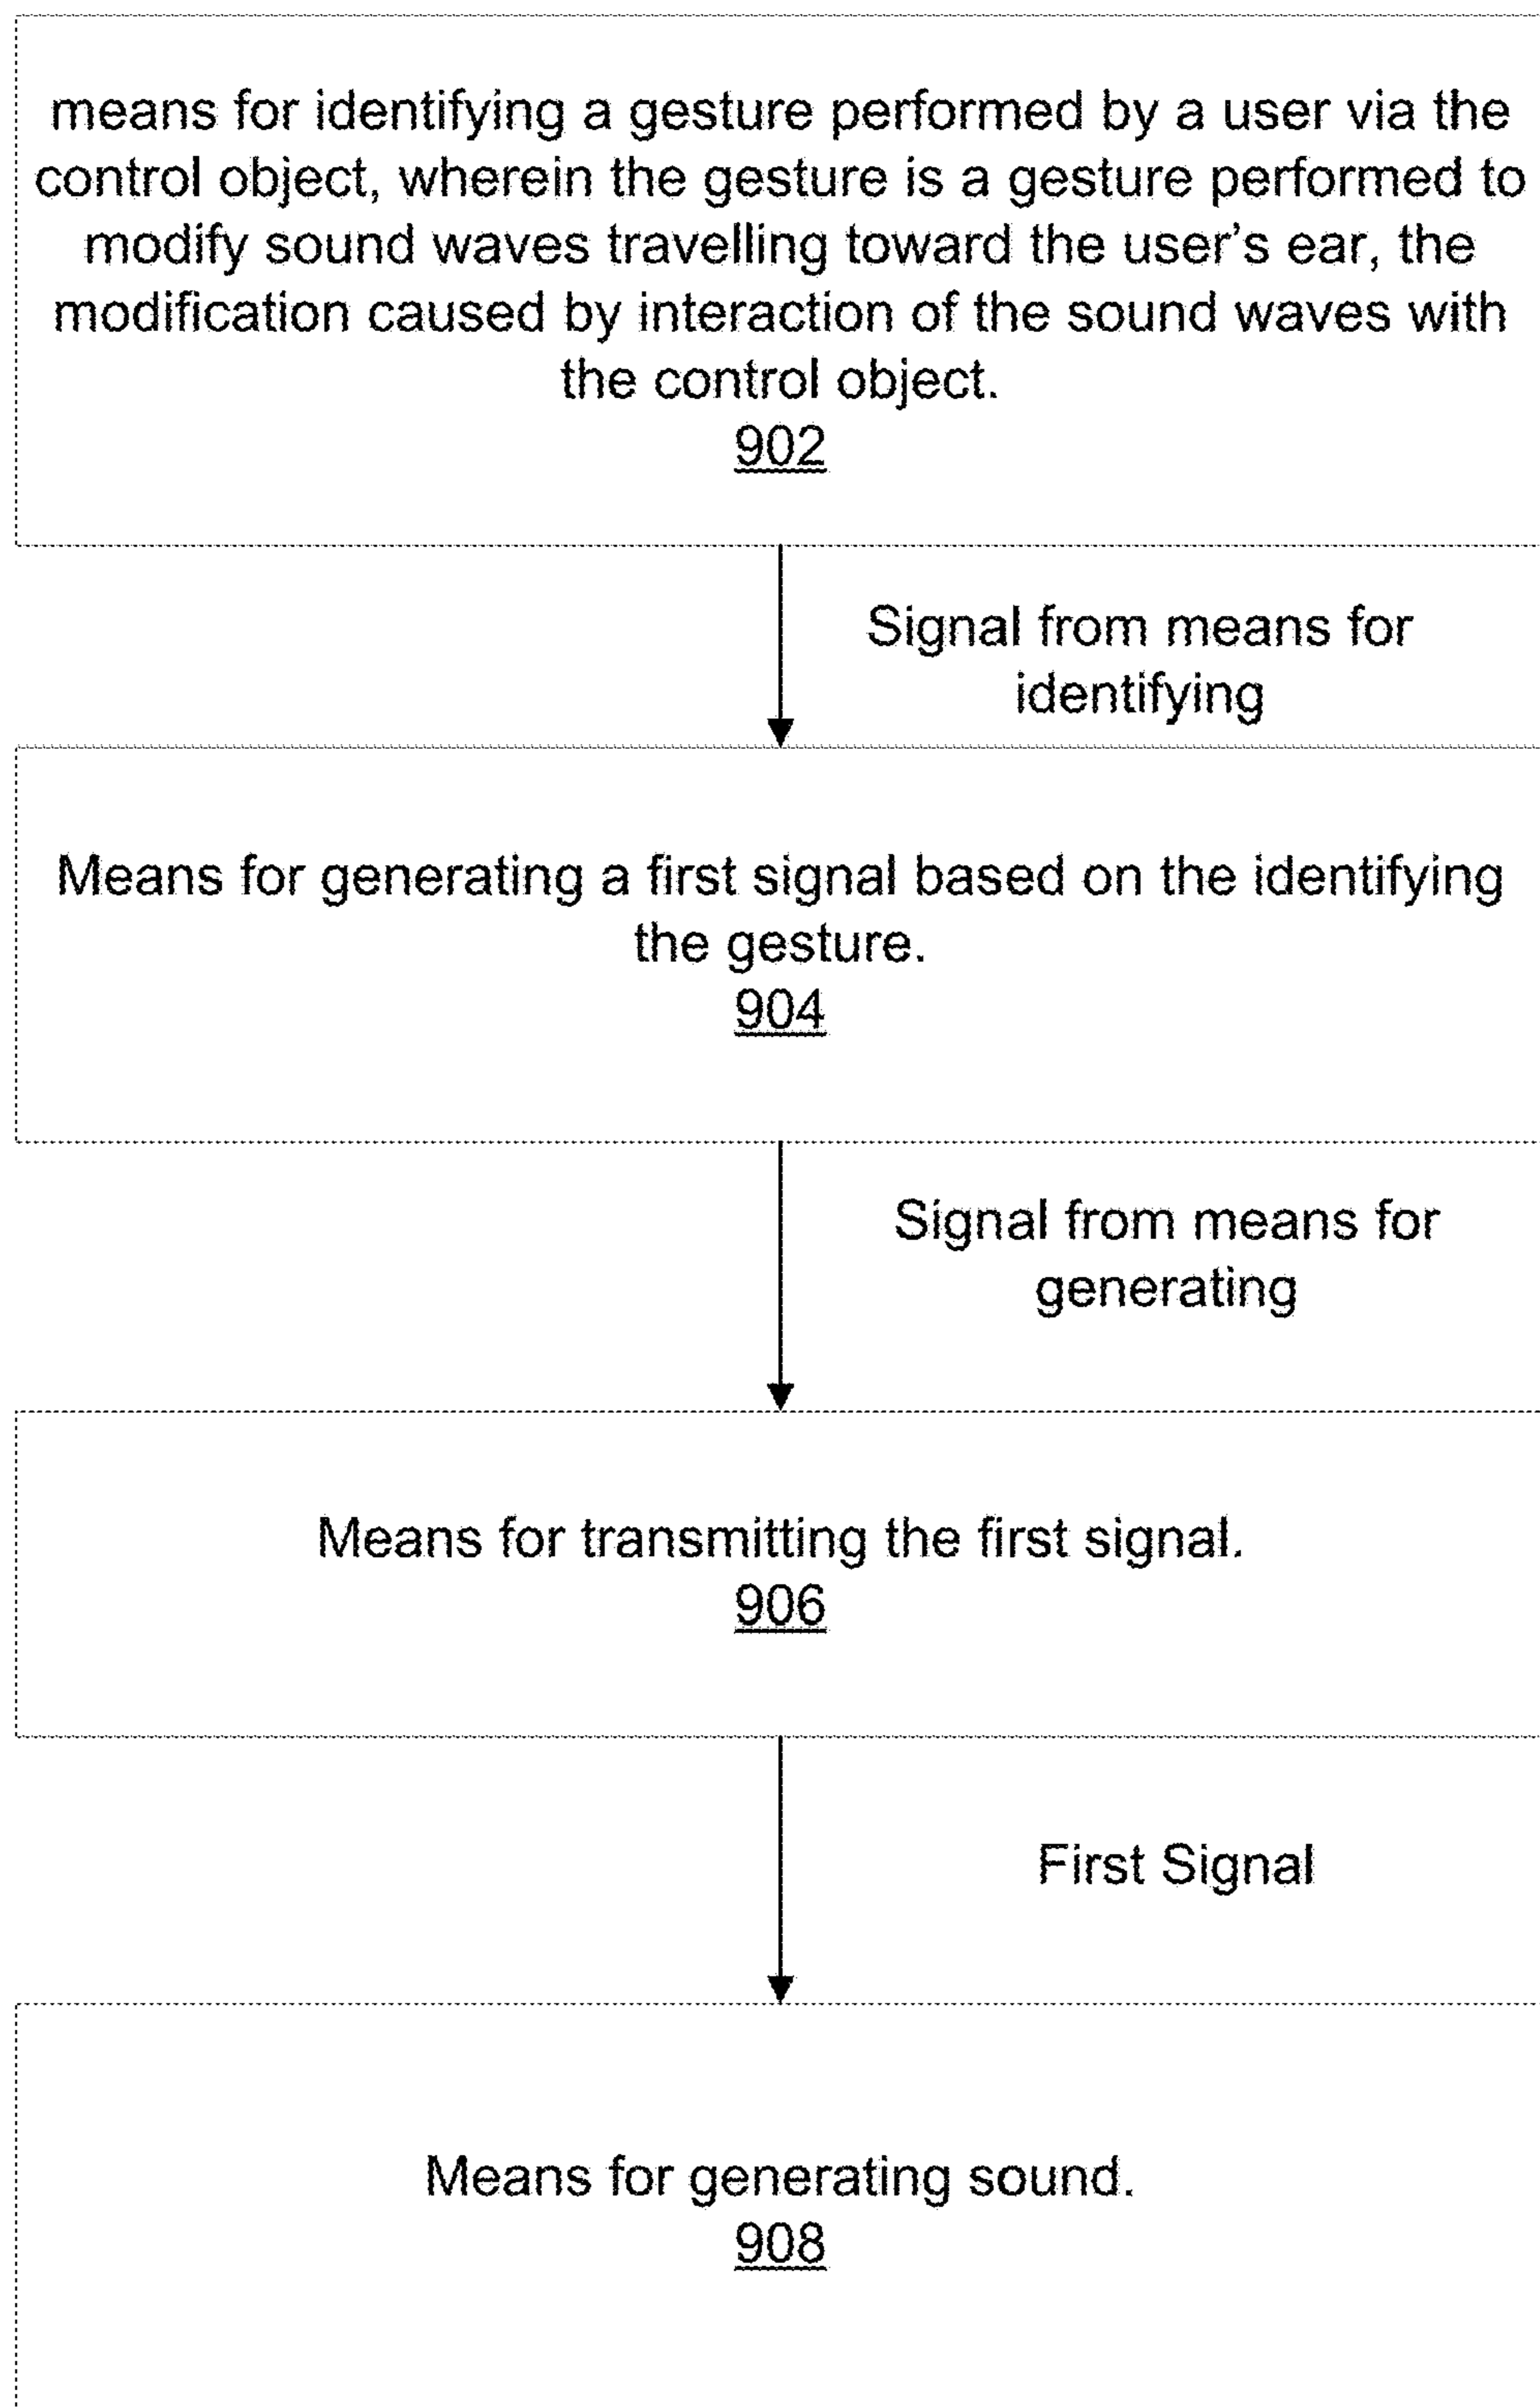 means for identifying a gesture performed by a user via the
control object, wherein the gesture is a gesture performed to
modify sound waves travelling toward the user's ear, the
modification caused by interaction of the sound waves with
the control object.
902
Signal from means for
identifying
Means for generating a first signal based on the identifying
the gesture.
904
Signal from means for
generating
Means for transmitting the first signal.
906
First Signal
Means for generating sound.
908